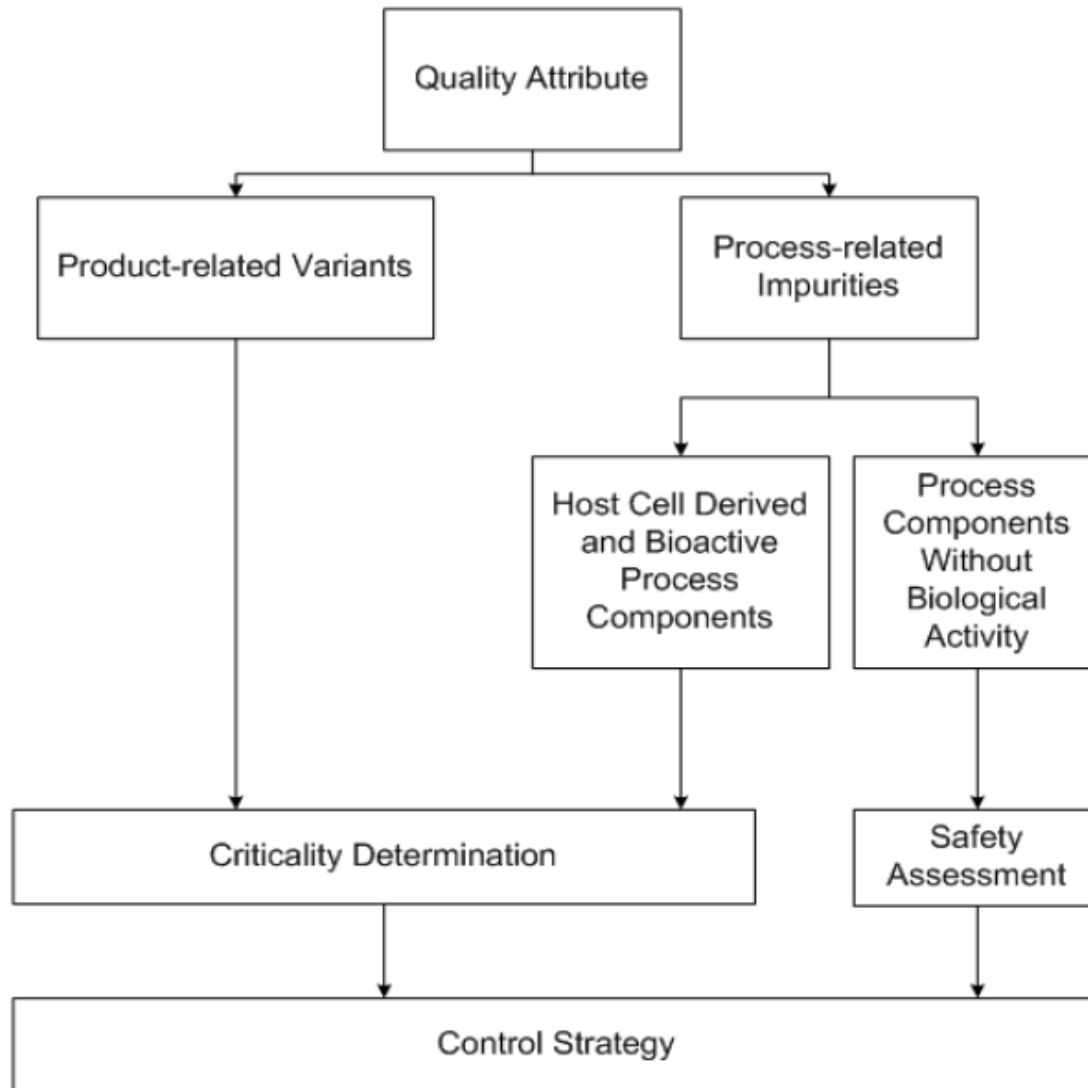 Quality Attribute
Product-related Variants
Process-related
Impurities
Host Cell Derived
and Bioactive
Process
Components
Process
Components
Without
Biological
Activity
Criticality Determination
Safety
Assessment
Control Strategy